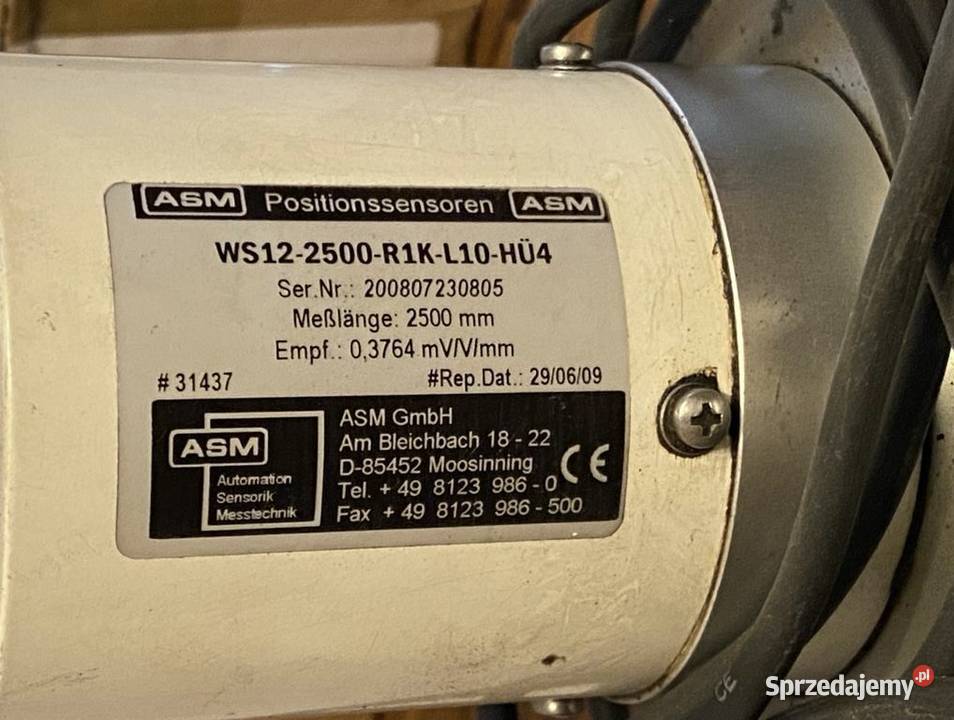 ASM Positionssensoren ASM
WS12-2500-R1K-L10-HÜ4
Ser.Nr.: 200807230805
Meßlänge: 2500 mm
Empf.: 0,3764 mV/V/mm
# 31437 #Rep.Dat.: 29/06/09
ASM
Automation
Sensorik
Messtechnik
ASM GmbH
Am Bleichbach 18 - 22
D-85452 Moosinning
Tel. + 49 8123 986 - 0
Fax + 49 8123 986 - 500
CE
CE
Sprzedajemy.pl